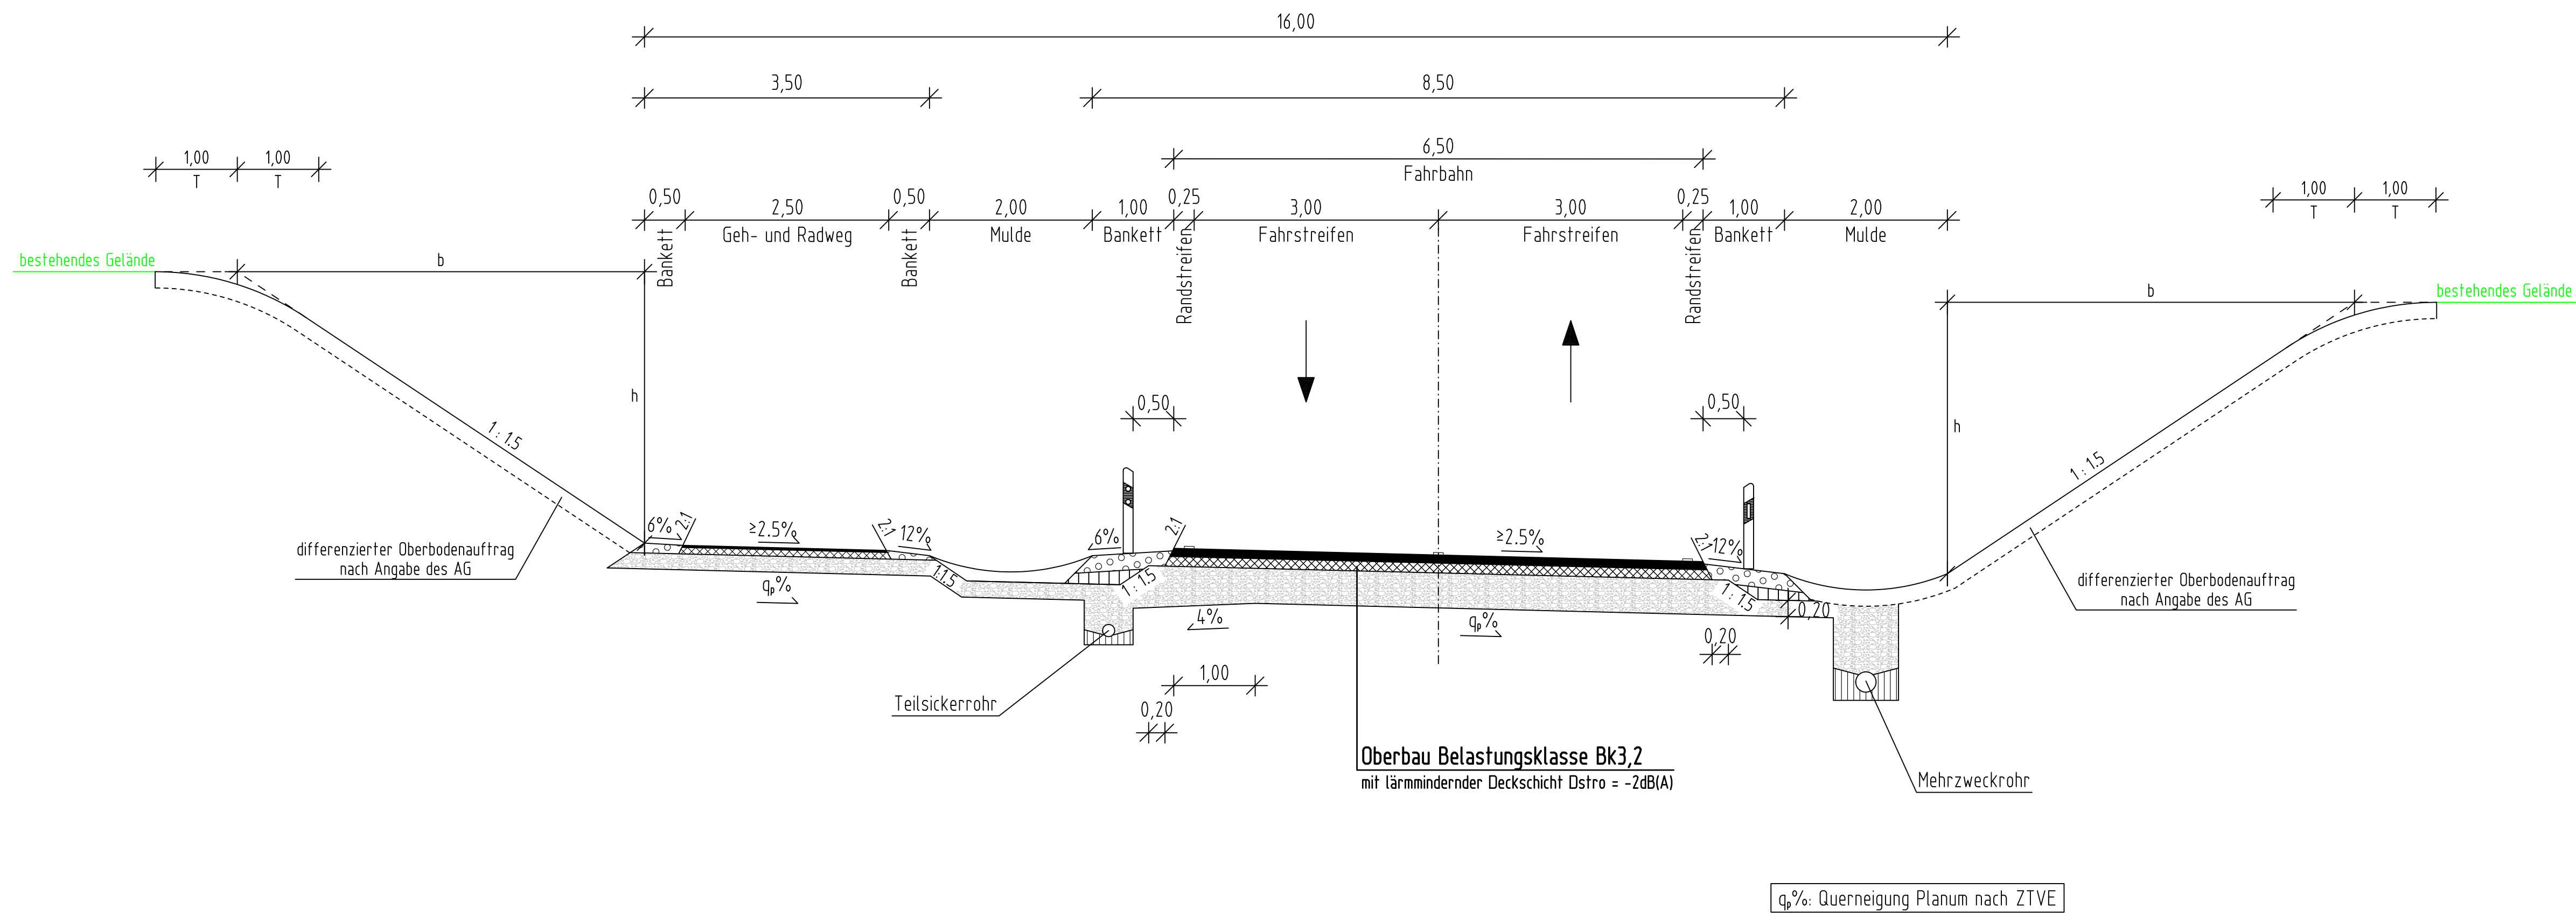 16,00
3,50
8,50
6,50
Fahrbahn
1,00 1,00
T T
1,00 1,00
T T
0,50 2,50 0,50 2,00 1,00 0,25 3,00 3,00 0,25 1,00 2,00
Bankett Geh- und Radweg Bankett Mulde Bankett Randstreifen Fahrstreifen Fahrstreifen Randstreifen Bankett Mulde
bestehendes Gelände
b
b
bestehendes Gelände
h
h
0,50
0,50
1 : 1.5
1 : 1.5
6%
2:1
≥2.5%
2:1
12%
6%
2:1
≥2.5%
2:1
12%
differenzierter Oberbodenauftrag
nach Angabe des AG
differenzierter Oberbodenauftrag
nach Angabe des AG
1:1.5
1 : 1.5
1 : 1.5
qp%
4%
qp%
0,20
0,20
1,00
0,20
Teilsickerrohr
Oberbau Belastungsklasse Bk3,2
mit lärmmindernder Deckschicht Dstro = -2dB(A)
Mehrzweckrohr
qp%: Querneigung Planum nach ZTVE